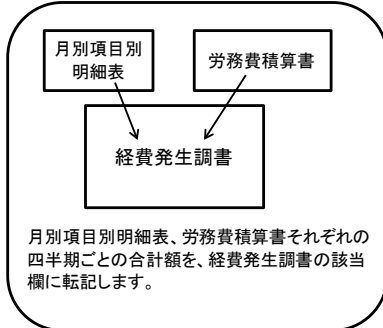 月別項目別
明細表
労務費積算書
経費発生調書
月別項目別明細表、労務費積算書それぞれの
四半期ごとの合計額を、経費発生調書の該当
欄に転記します。